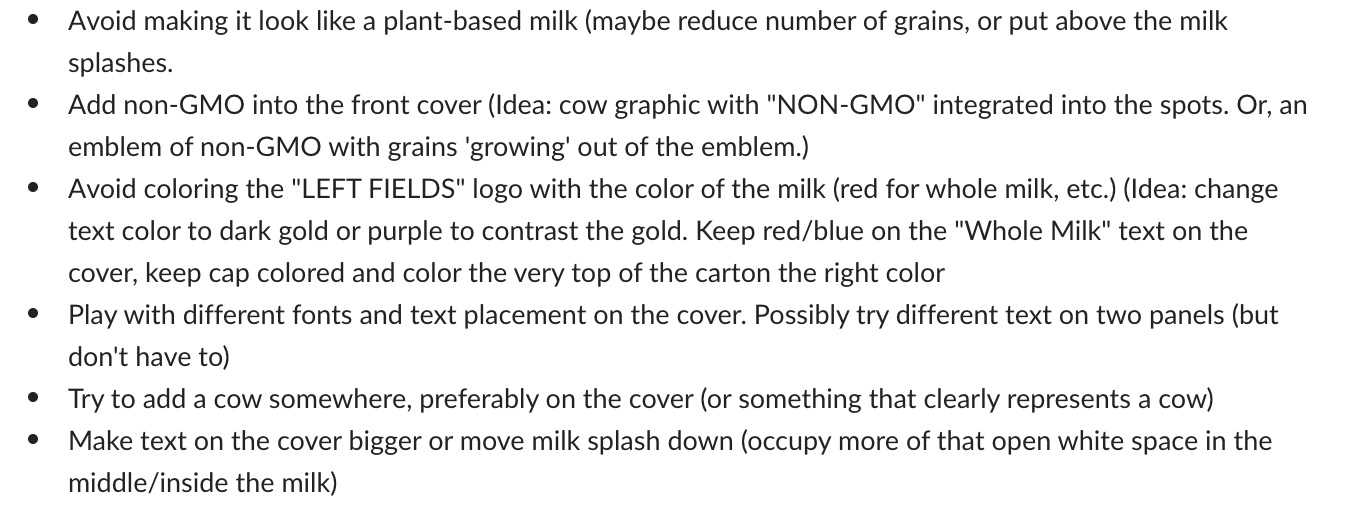 • Avoid making it look like a plant-based milk (maybe reduce number of grains, or put above the milk
splashes.
• Add non-GMO into the front cover (Idea: cow graphic with "NON-GMO" integrated into the spots. Or, an
emblem of non-GMO with grains 'growing' out of the emblem.)
• Avoid coloring the "LEFT FIELDS" logo with the color of the milk (red for whole milk, etc.) (Idea: change
text color to dark gold or purple to contrast the gold. Keep red/blue on the "Whole Milk" text on the
cover, keep cap colored and color the very top of the carton the right color
• Play with different fonts and text placement on the cover. Possibly try different text on two panels (but
don't have to)
• Try to add a cow somewhere, preferably on the cover (or something that clearly represents a cow)
• Make text on the cover bigger or move milk splash down (occupy more of that open white space in the
middle/inside the milk)